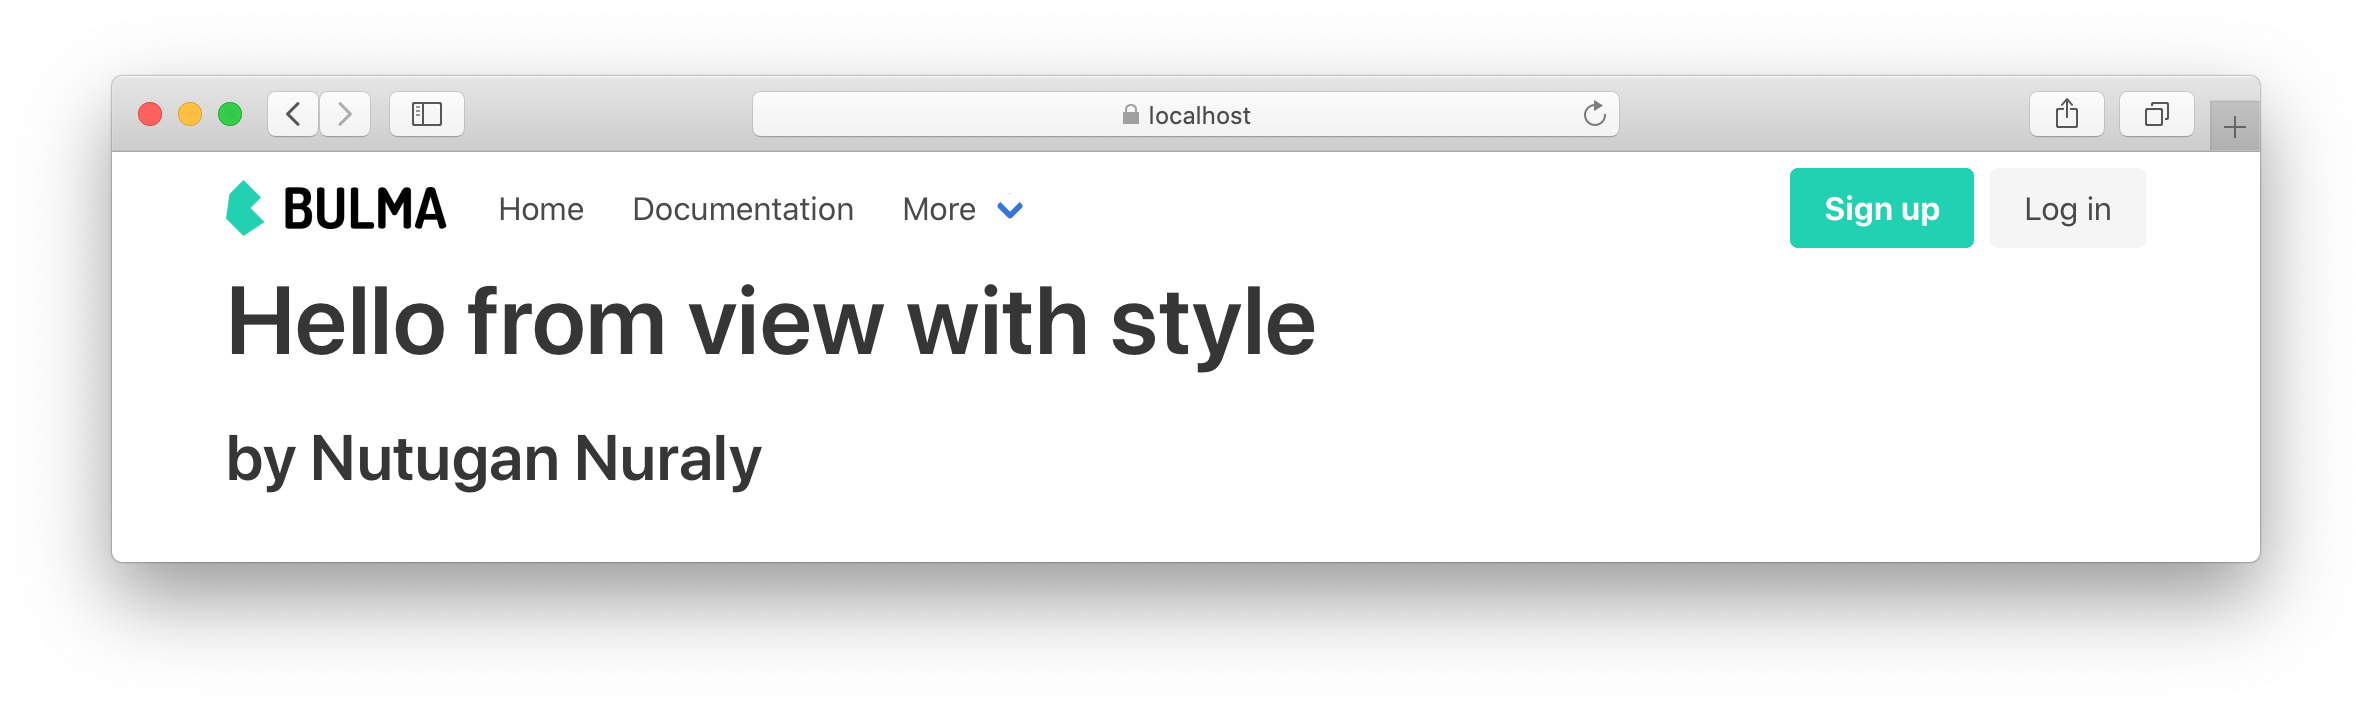 localhost
BULMA Home Documentation More Sign up Log in
Hello from view with style
by Nutugan Nuraly